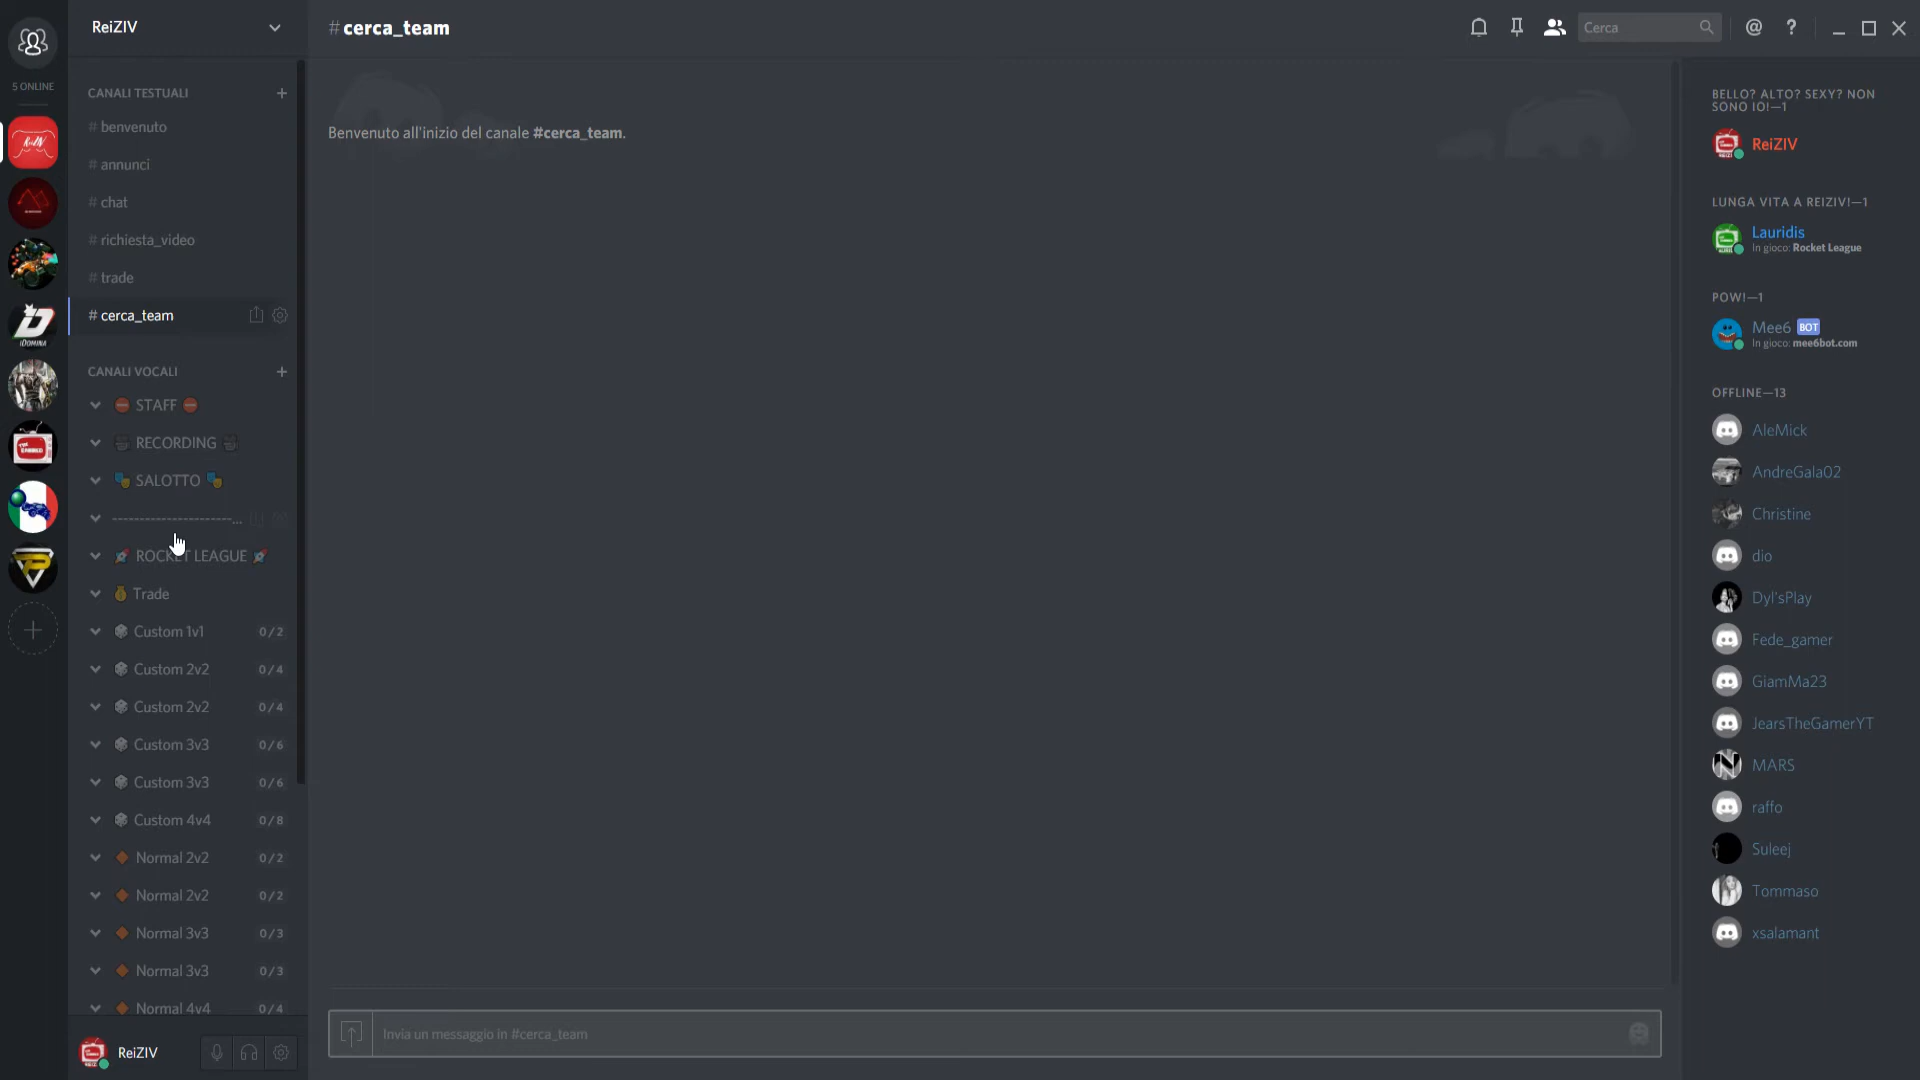 5 ONLINE
ReiZIV
CANALI TESTUALI
# benvenuto
# annunci
# chat
# richiesta_video
# trade
# cerca_team
CANALI VOCALI
STAFF
RECORDING
SALOTTO
----------------------...
ROCKET LEAGUE
Trade
Custom 1v1 0/2
Custom 2v2 0/4
Custom 2v2 0/4
Custom 3v3 0/6
Custom 3v3 0/6
Custom 4v4 0/8
Normal 2v2 0/2
Normal 2v2 0/2
Normal 3v3 0/3
Normal 3v3 0/3
Normal 4v4 0/4
ReiZIV
#cerca_team
Cerca
Benvenuto all'inizio del canale #cerca_team.
Invia un messaggio in #cerca_team
BELLO? ALTO? SEXY? NON
SONO IO!—1
ReiZIV
LUNGA VITA A REIZIV!—1
Lauridis
In gioco: Rocket League
POW!—1
Mee6 BOT
In gioco: mee6bot.com
OFFLINE—13
AleMick
AndreGala02
Christine
dio
Dyl'sPlay
Fede_gamer
GiamMa23
JearsTheGamerYT
MARS
raffo
Suleej
Tommaso
xsalamant